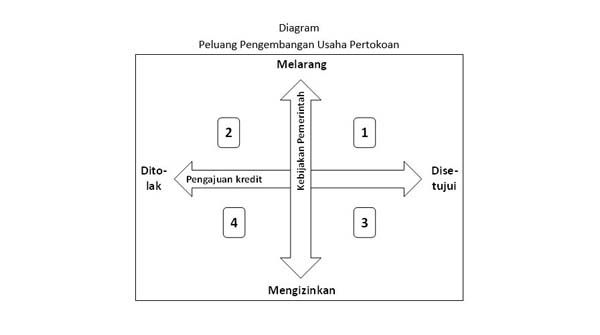 Diagram
Peluang Pengembangan Usaha Pertokoan
Melarang
Kebijakan Pemerintah
2
1
Dito-
lak
Pengajuan kredit
Dise-
tujui
4
3
Mengizinkan